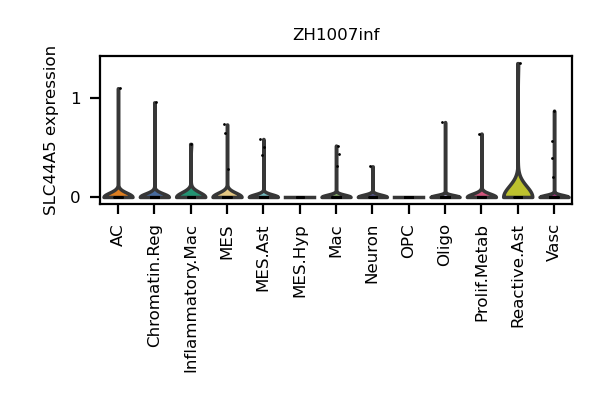 ZH1007inf
SLC44A5 expression
1
0
AC
Chromatin.Reg
Inflammatory.Mac
MES
MES.Ast
MES.Hyp
Mac
Neuron
OPC
Oligo
Prolif.Metab
Reactive.Ast
Vasc